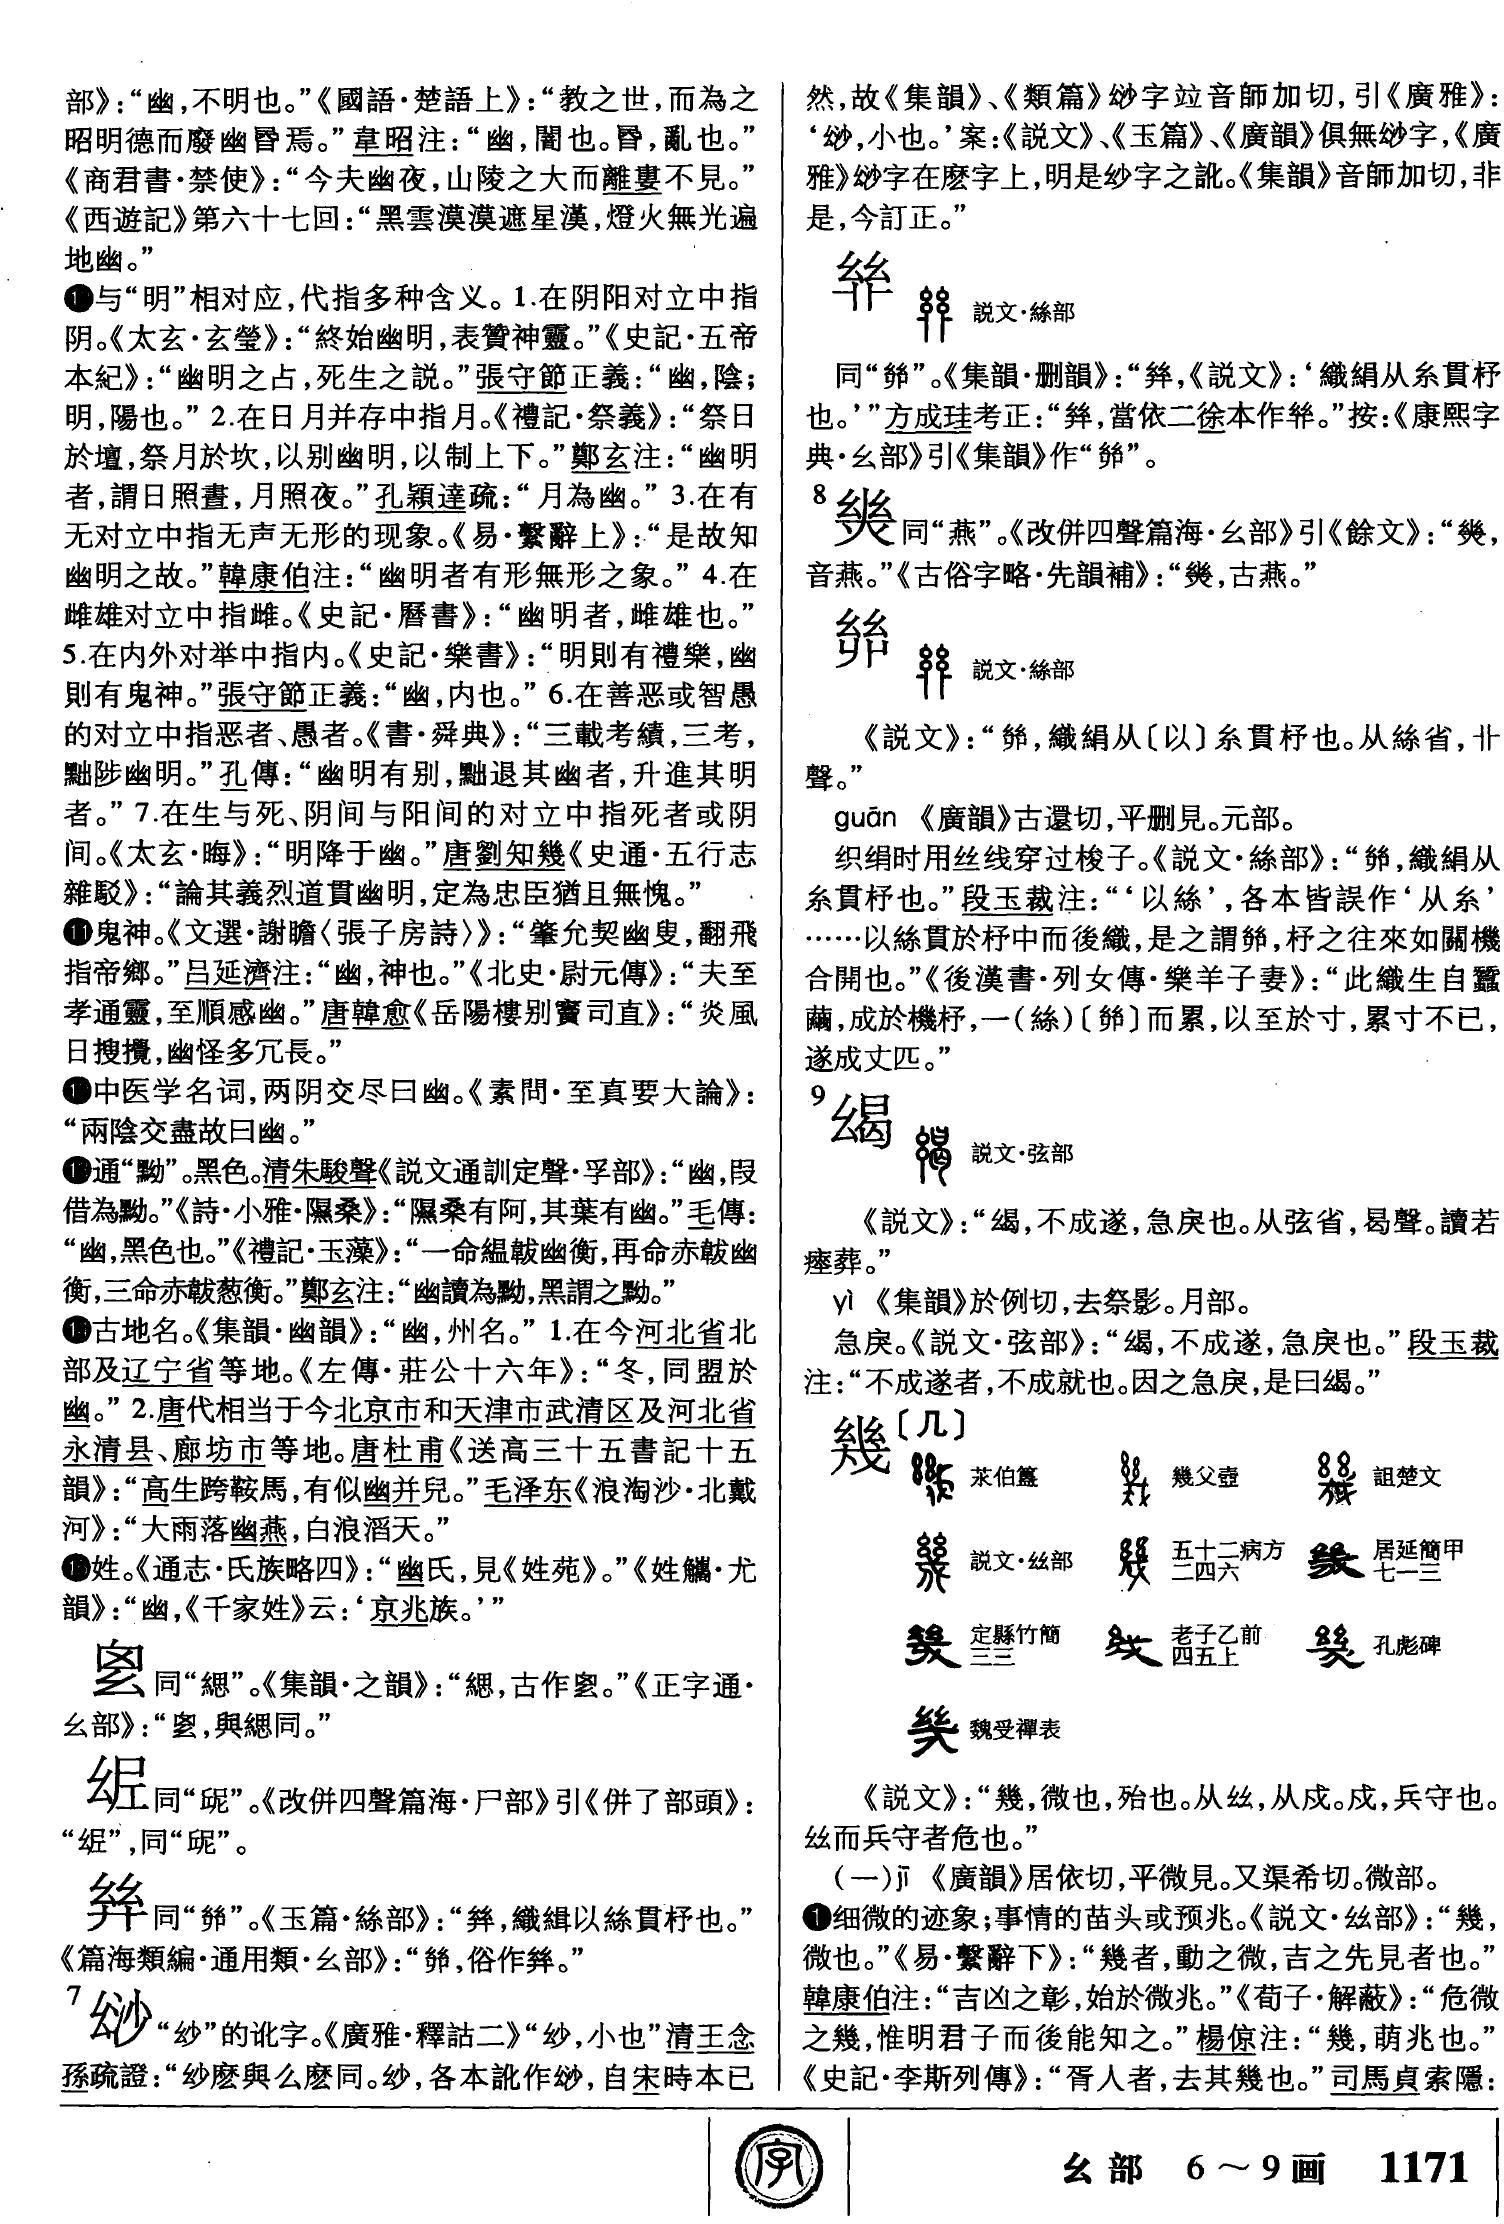 部》：“幽，不明也。”《國語·楚語上》：“教之世，而為之
昭明德而廢幽昬焉。”韋昭注：“幽，闇也。昬，亂也。”
《商君書·禁使》：“今夫幽夜，山陵之大而離婁不見。”
《西遊記》第六十七回：“黑雲漠漠遮星漢，燈火無光遍
地幽。”
與“明”相对应，代指多种含义。1.在阴阳对立中指
阴。《太玄·玄瑩》：“終始幽明，表贊神靈。”《史記·五帝
本紀》：“幽明之占，死生之説。”張守節正義：“幽，陰；
明，陽也。”2.在日月并存中指月。《禮記·祭義》：“祭日
於壇，祭月於坎，以别幽明，以制上下。”鄭玄注：“幽明
者，謂日照晝，月照夜。”孔穎達疏：“月為幽。”3.在有
无对立中指无声无形的现象。《易·繫辭上》：“是故知
幽明之故。”韓康伯注：“幽明者有形無形之象。”4.在
雌雄对立中指雌。《史記·曆書》：“幽明者，雌雄也。”
5.在内外对举中指内。《史記·樂書》：“明則有禮樂，幽
則有鬼神。”張守節正義：“幽，内也。”6.在善恶或智愚
的对立中指恶者、愚者。《書·舜典》：“三載考績，三考，
黜陟幽明。”孔傳：“幽明有别，黜退其幽者，升進其明
者。”7.在生与死、阴间与阳间的对立中指死者或阴
间。《太玄·晦》：“明降于幽。”唐劉知幾《史通·五行志
雜駁》：“論其義烈道貫幽明，定為忠臣猶且無愧。”
⓫鬼神。《文選·謝瞻〈張子房詩〉》：“肇允契幽叟，翻飛
指帝鄉。”吕延濟注：“幽，神也。”《北史·尉元傳》：“夫至
孝通靈，至順感幽。”唐韓愈《岳陽樓别竇司直》：“炎風
日搜攪，幽怪多冗長。”
中医学名词，两阴交尽曰幽。《素問·至真要大論》：
“兩陰交盡故曰幽。”
通“黝”。黑色。清朱駿聲《説文通訓定聲·孚部》：“幽，叚
借為黝。”《詩·小雅·隰桑》：“隰桑有阿，其葉有幽。”毛傳：
“幽，黑色也。”《禮記·玉藻》：“一命緼韍幽衡，再命赤韍幽
衡，三命赤韍葱衡。”鄭玄注：“幽讀為黝，黑謂之黝。”
古地名。《集韻·幽韻》：“幽，州名。”1.在今河北省北
部及辽宁省等地。《左傳·莊公十六年》：“冬，同盟於
幽。”2.唐代相当于今北京市和天津市武清区及河北省
永清县、廊坊市等地。唐杜甫《送高三十五書記十五
韻》：“高生跨鞍馬，有似幽并兒。”毛泽东《浪淘沙·北戴
河》：“大雨落幽燕，白浪滔天。”
姓。《通志·氏族略四》：“幽氏，見《姓苑》。”《姓觿·尤
韻》：“幽，《千家姓》云：‘京兆族。’”
同“緦”。《集韻·之韻》：“緦，古作。”《正字通·
幺部》：“，與緦同。”
同“𨚗”。《改併四聲篇海·尸部》引《併了部頭》：
“”，同“”。
同“𢇅”。《玉篇·絲部》：“，織緝以絲貫杼也。”
《篇海類編·通用類·幺部》：“𢇅，俗作。”
7 “紗”的讹字。《廣雅·釋詁二》“紗，小也”清王念
孫疏證：“紗麽與么麽同。紗，各本訛作，自宋時本已
然，故《集韻》、《類篇》字竝音師加切，引《廣雅》：
‘，小也。’案：《説文》、《玉篇》、《廣韻》俱無字，《廣
雅》字在麽字上，明是紗字之訛。《集韻》音師加切，非
是，今訂正。”
説文·絲部
同“𢇅”。《集韻·删韻》：“，《説文》：‘織絹从糸貫杼
也。’”方成珪考正：“，當依二徐本作。”按：《康熙字
典·幺部》引《集韻》作“𢇅”。
8 同“燕”。《改併四聲篇海·幺部》引《餘文》：“，
音燕。”《古俗字略·先韻補》：“，古燕。”
𢇅
説文·絲部
《説文》：“𢇅，織絹从〔以〕糸貫杼也。从絲省，卝
聲。”
guān 《廣韻》古還切，平删見。元部。
织绢时用丝线穿过梭子。《説文·絲部》：“𢇅，織絹从
糸貫杼也。”段玉裁注：“‘以絲’，各本皆誤作‘从糸’
……以絲貫於杼中而後織，是之謂𢇅，杼之往來如關機
合開也。”《後漢書·列女傳·樂羊子妻》：“此織生自蠶
繭，成於機杼，一（絲）〔𢇅〕而累，以至於寸，累寸不已，
遂成丈匹。”
9 𢇇
説文·弦部
《説文》：“𢇇，不成遂，急戾也。从弦省，曷聲。讀若
瘞葬。”
yì 《集韻》於例切，去祭影。月部。
急戾。《説文·弦部》：“𢇇，不成遂，急戾也。”段玉裁
注：“不成遂者，不成就也。因之急戾，是曰𢇇。”
幾〔几〕
萊伯簋 幾父壺 詛楚文
説文·𢆶部 五十二病方二四六 居延簡甲七一三
定縣竹簡三三 老子乙前四五上 孔彪碑
魏受禪表
《説文》：“幾，微也，殆也。从𢆶，从戍。戍，兵守也。
𢆶而兵守者危也。”
（一）jī 《廣韻》居依切，平微見。又渠希切。微部。
❶细微的迹象；事情的苗头或预兆。《説文·𢆶部》：“幾，
微也。”《易·繫辭下》：“幾者，動之微，吉之先見者也。”
韓康伯注：“吉凶之彰，始於微兆。”《荀子·解蔽》：“危微
之幾，惟明君子而後能知之。”楊倞注：“幾，萌兆也。”
《史記·李斯列傳》：“胥人者，去其幾也。”司馬貞索隱：
字
幺部 6～9画 1171